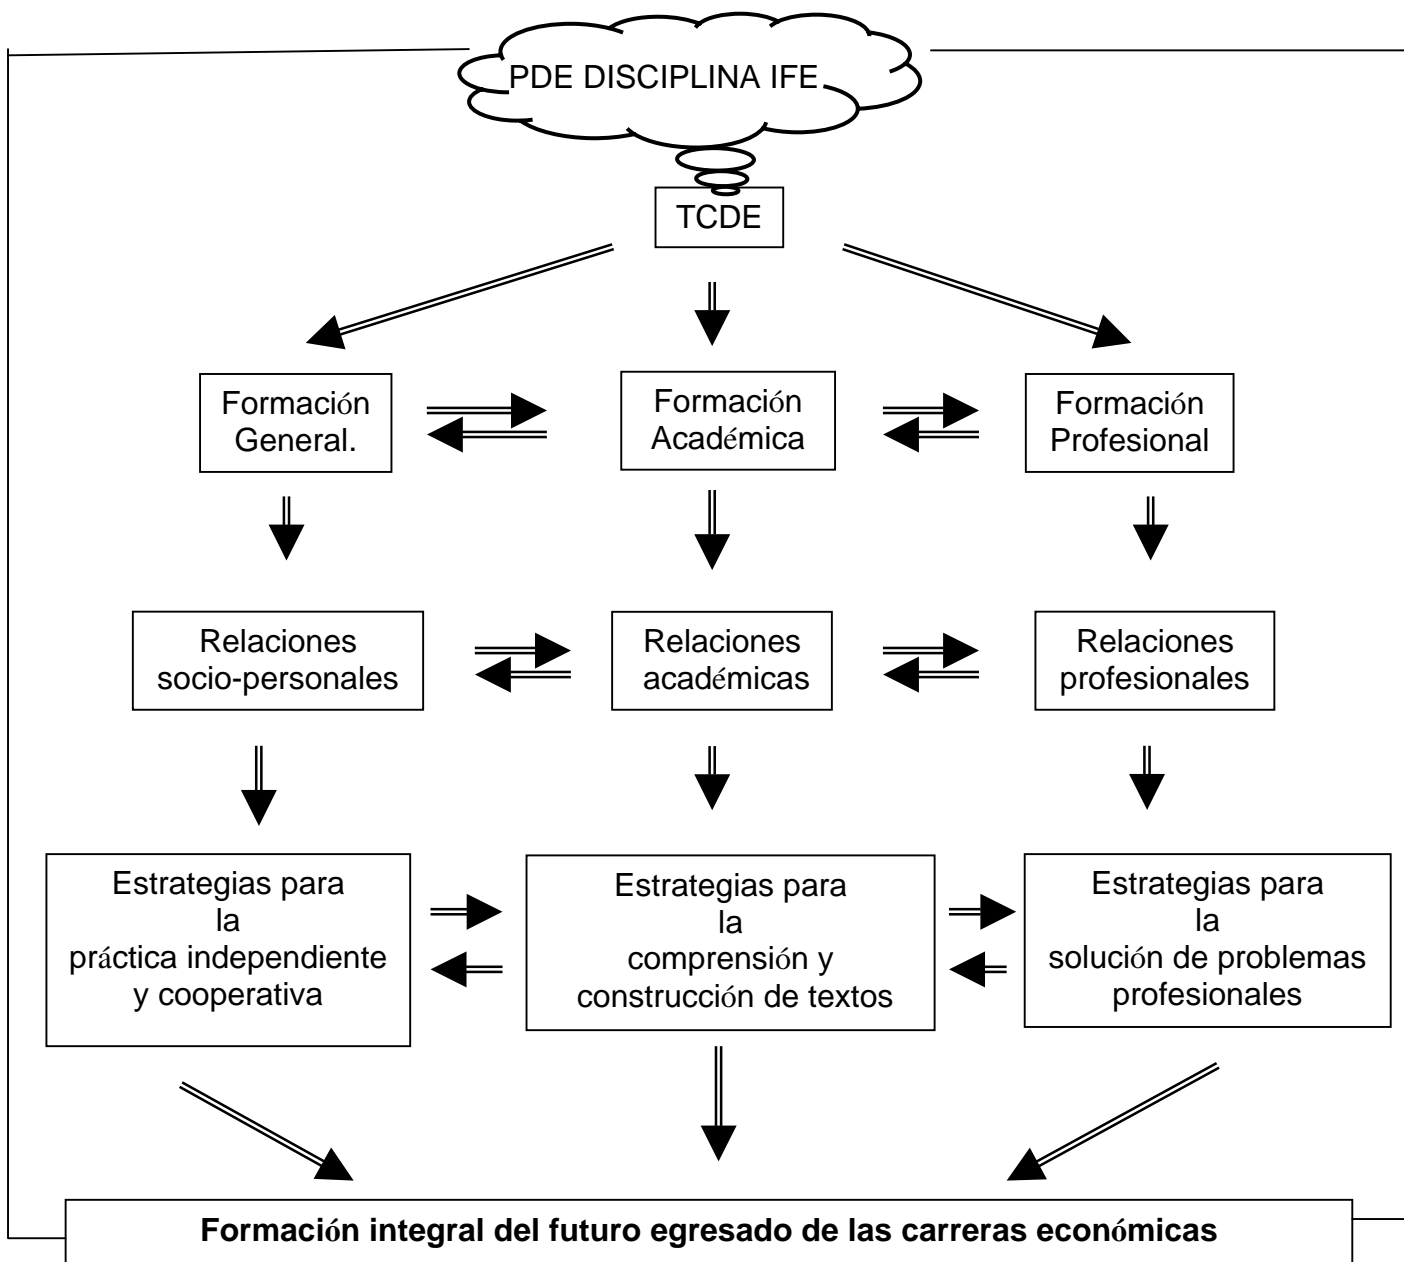 PDE DISCIPLINA IFE
TCDE
Formación
General.
Formación
Académica
Formación
Profesional
Relaciones
socio-personales
Relaciones
académicas
Relaciones
profesionales
Estrategias para
la
práctica independiente
y cooperativa
Estrategias para
la
comprensión y
construcción de textos
Estrategias para
la
solución de problemas
profesionales
Formación integral del futuro egresado de las carreras económicas